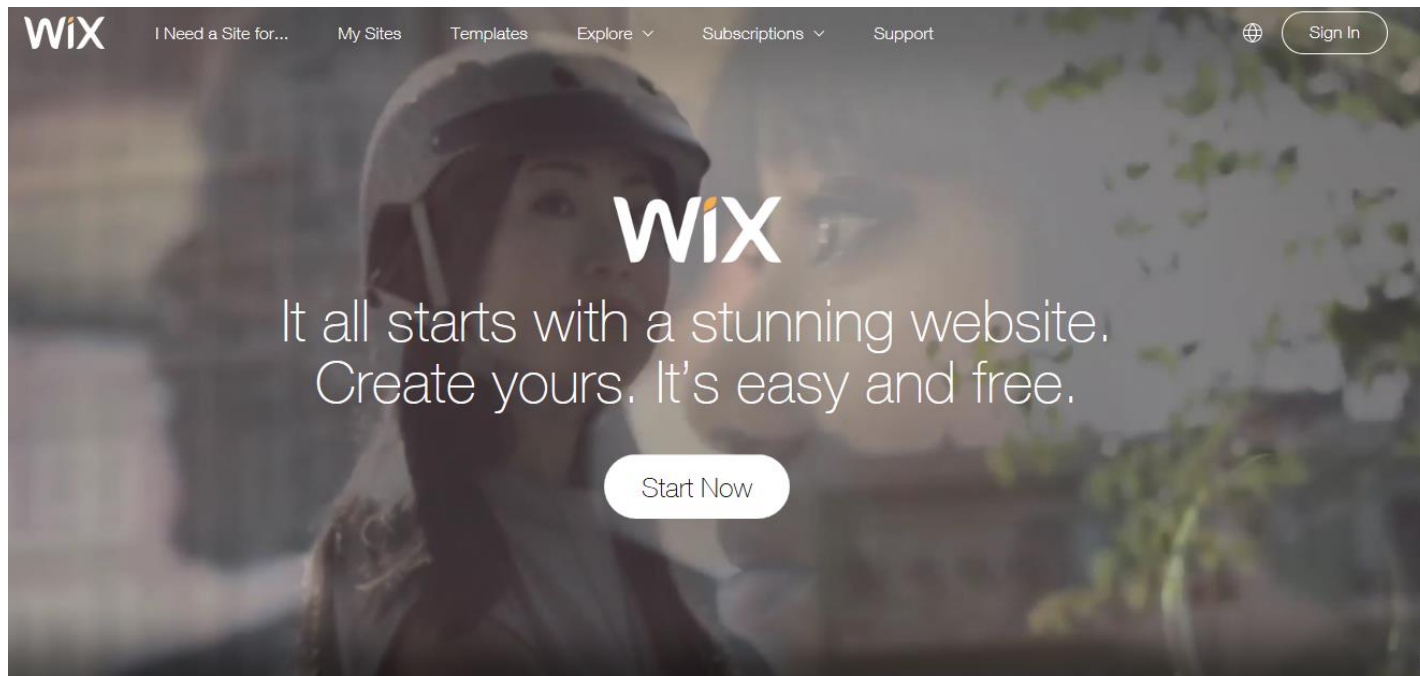 WiX
I Need a Site for... My Sites Templates Explore Subscriptions Support Sign In
WiX
It all starts with a stunning website.
Create yours. It's easy and free.
Start Now